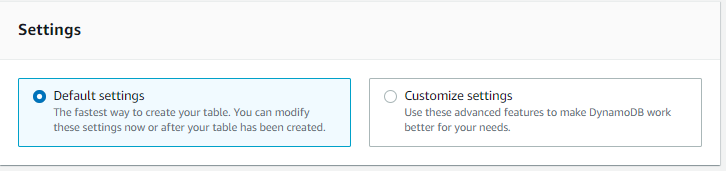 Settings
Default settings
The fastest way to create your table. You can modify
these settings now or after your table has been created.
Customize settings
Use these advanced features to make DynamoDB work
better for your needs.